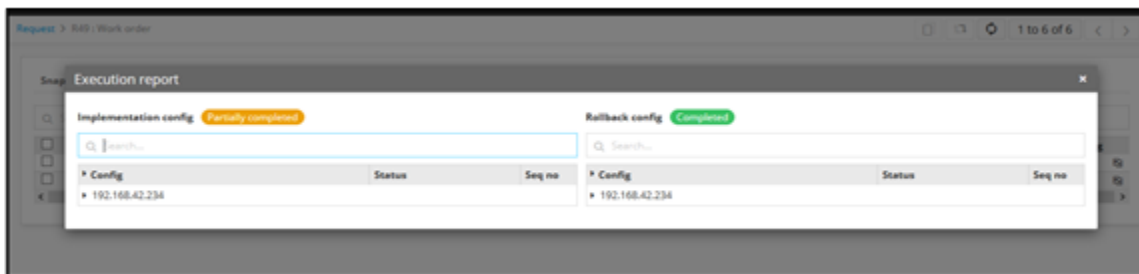 Request > R49 : Work order
1 to 6 of 6
Snap
Execution report
Implementation config Partially completed
Rollback config Completed
Search...
Search...
Config Status Seq no
Config Status Seq no
192.168.42.234
192.168.42.234